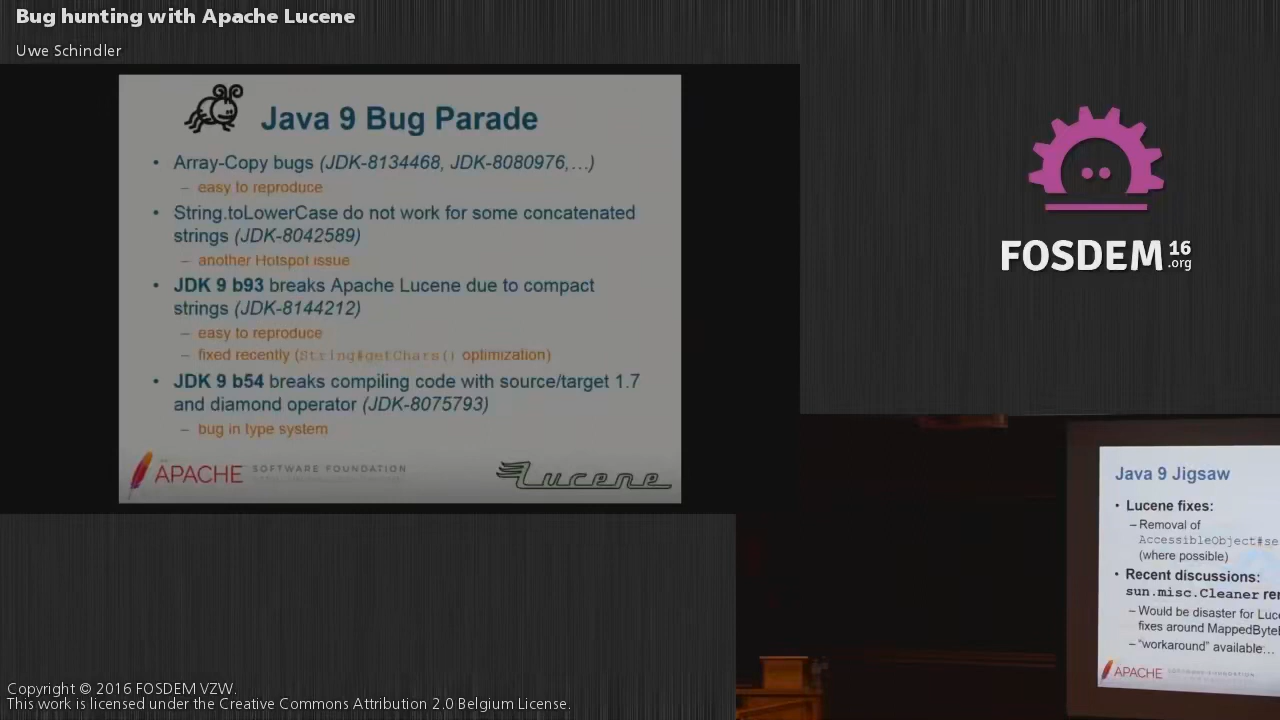 Bug hunting with Apache Lucene
Uwe Schindler
Java 9 Bug Parade
• Array-Copy bugs (JDK-8134468, JDK-8080976,…)
– easy to reproduce
• String.toLowerCase do not work for some concatenated
strings (JDK-8042589)
– another Hotspot issue
• JDK 9 b93 breaks Apache Lucene due to compact
strings (JDK-8144212)
– easy to reproduce
– fixed recently (String#getChars() optimization)
• JDK 9 b54 breaks compiling code with source/target 1.7
and diamond operator (JDK-8075793)
– bug in type system
APACHE SOFTWARE FOUNDATION
Lucene
FOSDEM 16
.org
Java 9 Jigsaw
• Lucene fixes:
– Removal of
AccessibleObject#se
(where possible)
• Recent discussions:
sun.misc.Cleaner
– Would be disaster for Luce
fixes around MappedByte
– "workaround" available…
APACHE SOFTWARE FOUNDATION
Copyright © 2016 FOSDEM VZW.
This work is licensed under the Creative Commons Attribution 2.0 Belgium License.